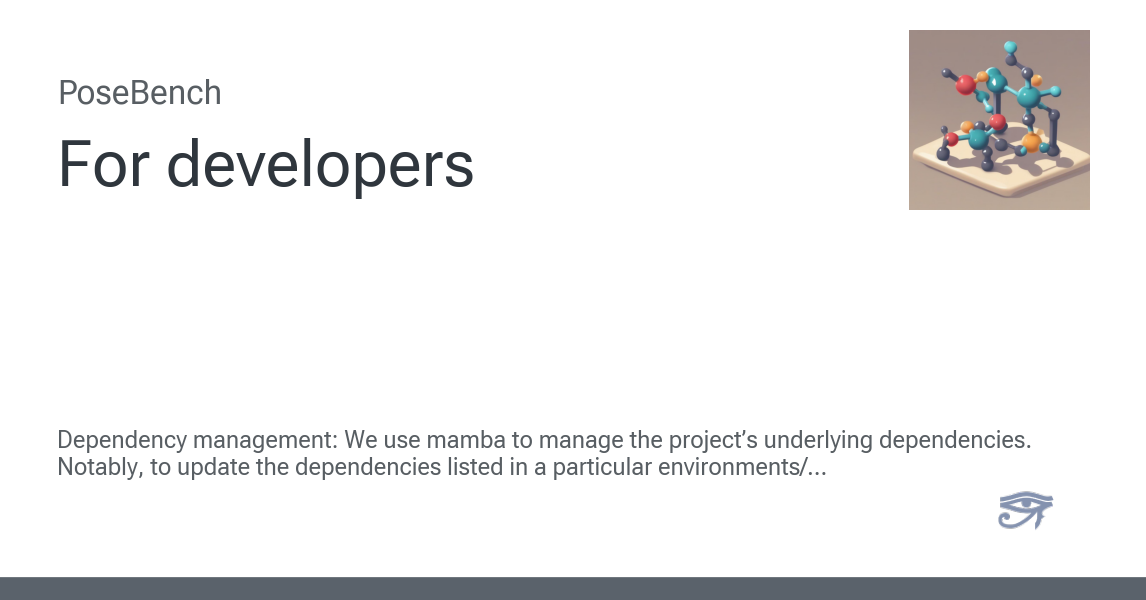 PoseBench
For developers
Dependency management: We use mamba to manage the project’s underlying dependencies.
Notably, to update the dependencies listed in a particular environments/...